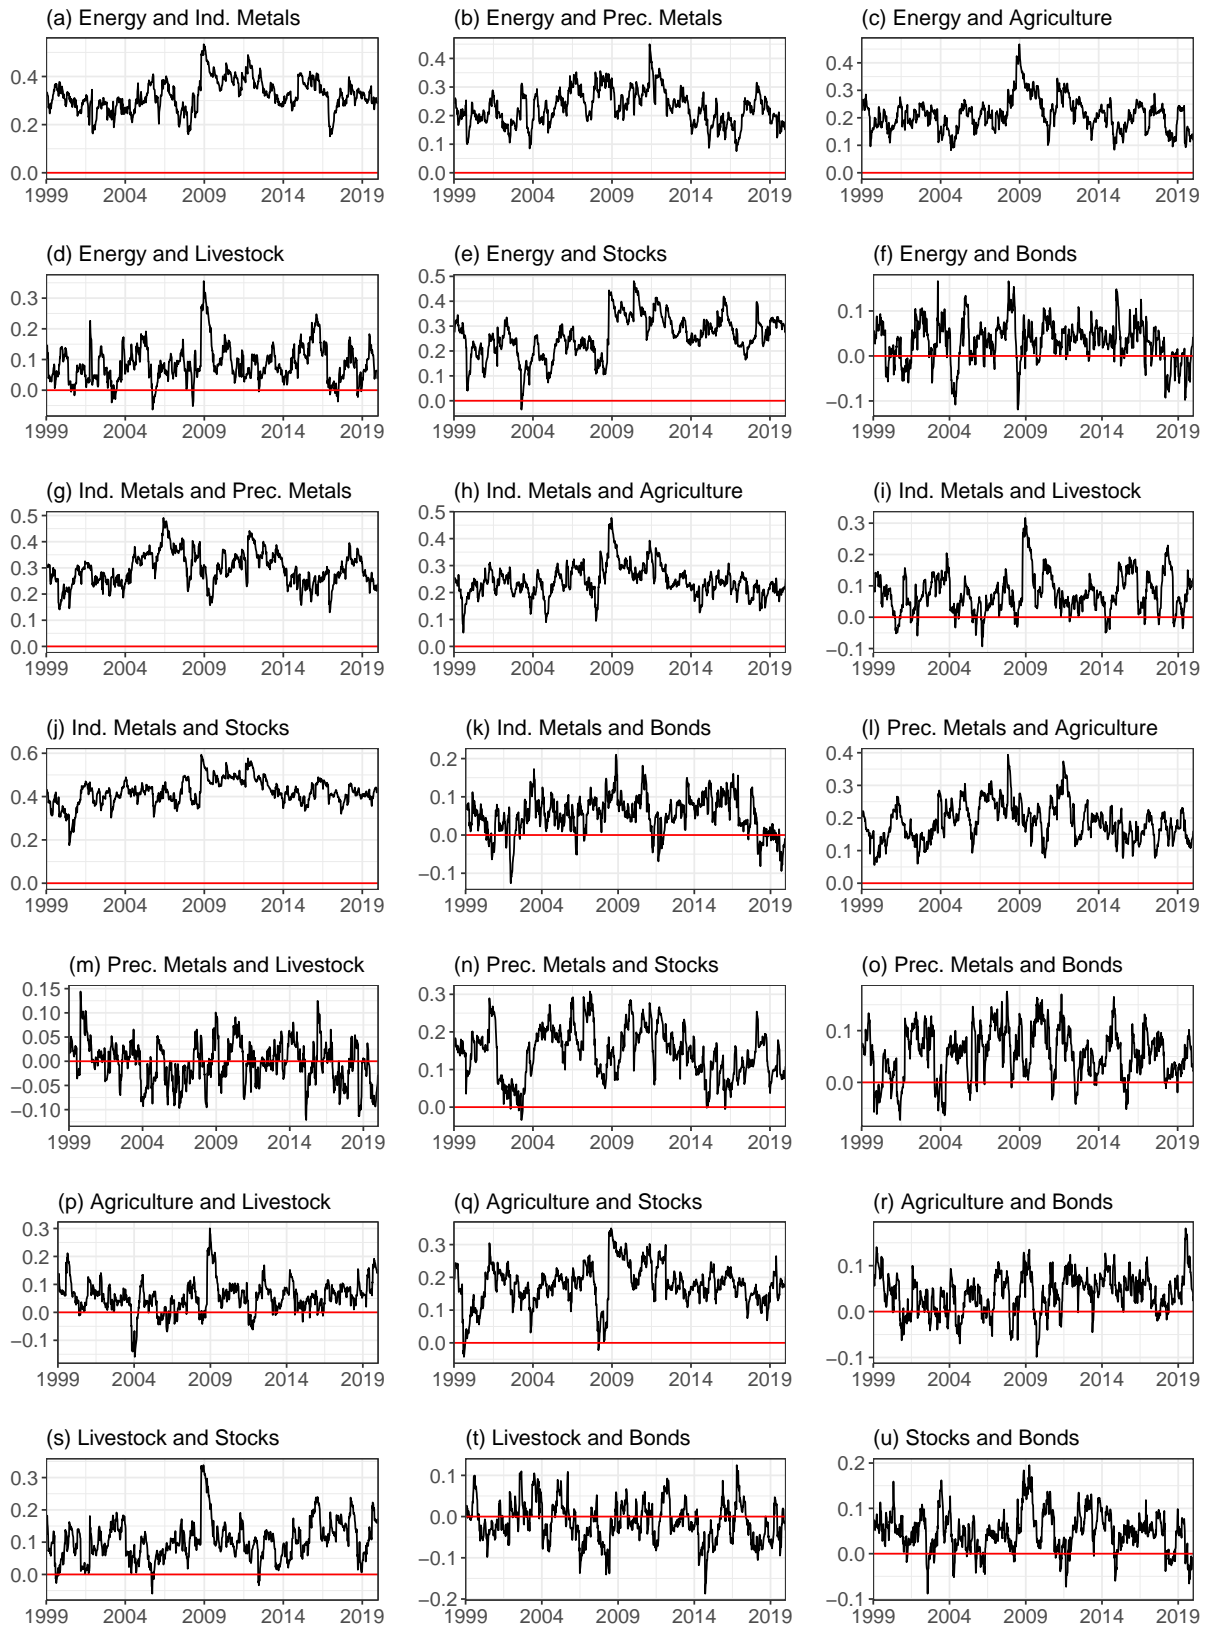 (a) Energy and Ind. Metals
0.4
0.2
0.0
1999 2004 2009 2014 2019
(b) Energy and Prec. Metals
0.4
0.3
0.2
0.1
0.0
1999 2004 2009 2014 2019
(c) Energy and Agriculture
0.4
0.3
0.2
0.1
0.0
1999 2004 2009 2014 2019
(d) Energy and Livestock
0.3
0.2
0.1
0.0
1999 2004 2009 2014 2019
(e) Energy and Stocks
0.5
0.4
0.3
0.2
0.1
0.0
1999 2004 2009 2014 2019
(f) Energy and Bonds
0.1
0.0
−0.1
1999 2004 2009 2014 2019
(g) Ind. Metals and Prec. Metals
0.5
0.4
0.3
0.2
0.1
0.0
1999 2004 2009 2014 2019
(h) Ind. Metals and Agriculture
0.5
0.4
0.3
0.2
0.1
0.0
1999 2004 2009 2014 2019
(i) Ind. Metals and Livestock
0.3
0.2
0.1
0.0
−0.1
1999 2004 2009 2014 2019
(j) Ind. Metals and Stocks
0.6
0.4
0.2
0.0
1999 2004 2009 2014 2019
(k) Ind. Metals and Bonds
0.2
0.1
0.0
−0.1
1999 2004 2009 2014 2019
(l) Prec. Metals and Agriculture
0.4
0.3
0.2
0.1
0.0
1999 2004 2009 2014 2019
(m) Prec. Metals and Livestock
0.15
0.10
0.05
0.00
−0.05
−0.10
1999 2004 2009 2014 2019
(n) Prec. Metals and Stocks
0.3
0.2
0.1
0.0
1999 2004 2009 2014 2019
(o) Prec. Metals and Bonds
0.1
0.0
1999 2004 2009 2014 2019
(p) Agriculture and Livestock
0.3
0.2
0.1
0.0
−0.1
1999 2004 2009 2014 2019
(q) Agriculture and Stocks
0.3
0.2
0.1
0.0
1999 2004 2009 2014 2019
(r) Agriculture and Bonds
0.1
0.0
−0.1
1999 2004 2009 2014 2019
(s) Livestock and Stocks
0.3
0.2
0.1
0.0
1999 2004 2009 2014 2019
(t) Livestock and Bonds
0.1
0.0
−0.1
−0.2
1999 2004 2009 2014 2019
(u) Stocks and Bonds
0.2
0.1
0.0
−0.1
1999 2004 2009 2014 2019